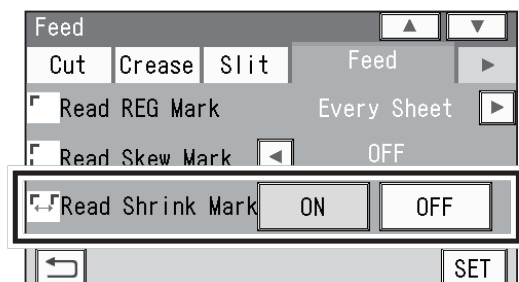 Feed
Cut Crease Slit Feed
Read REG Mark Every Sheet
Read Skew Mark OFF
Read Shrink Mark ON OFF
SET